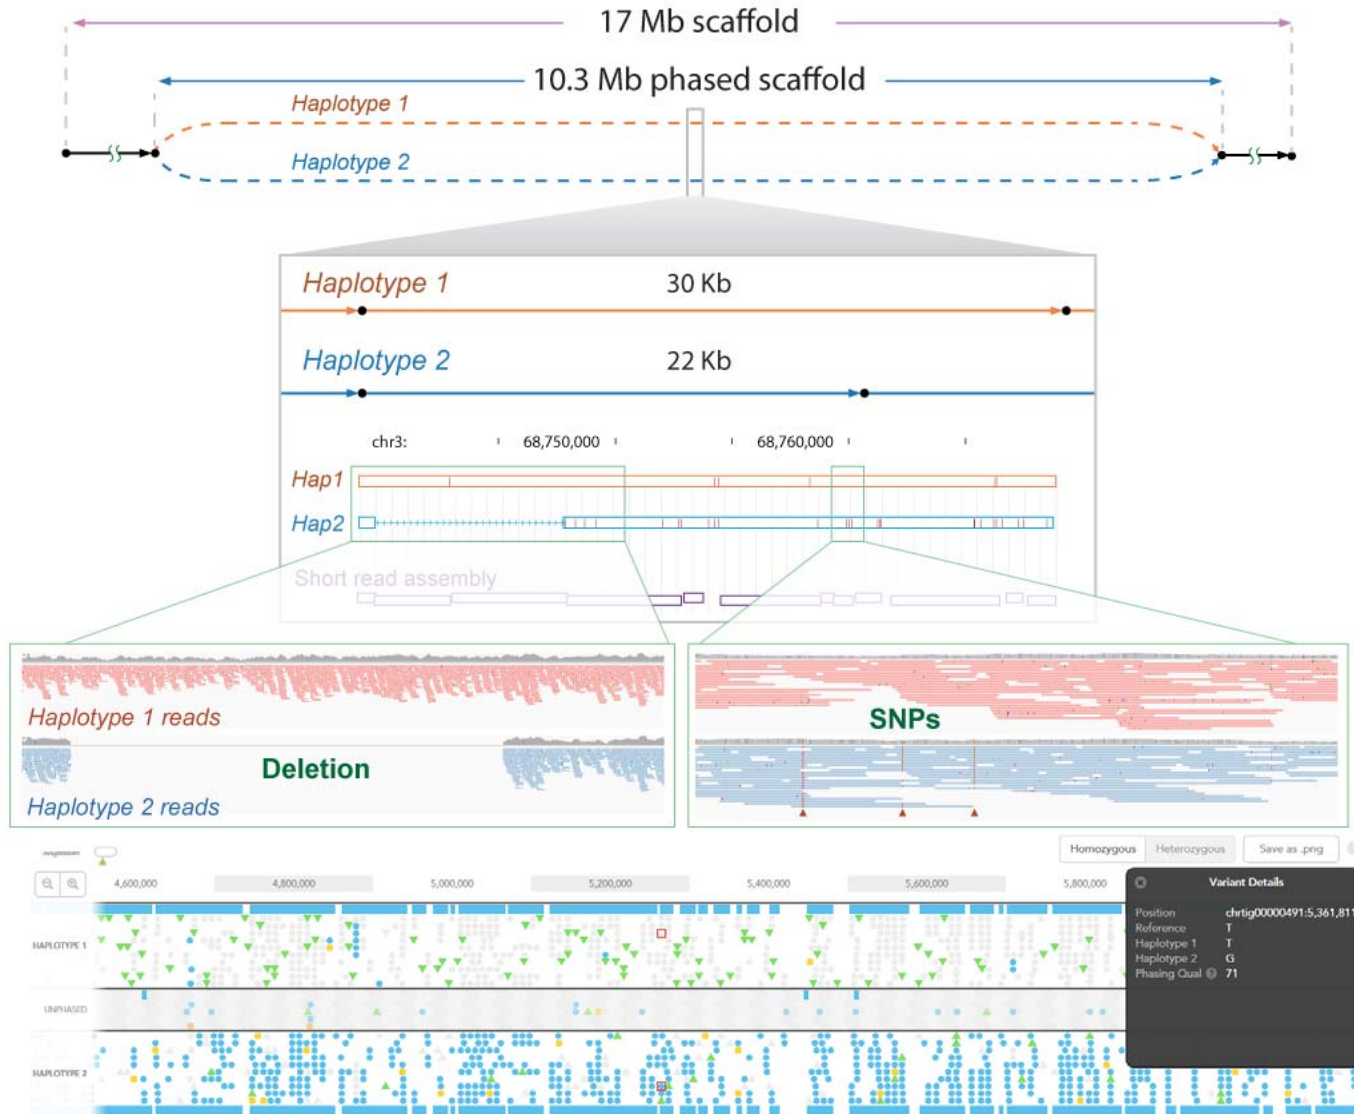 17 Mb scaffold
10.3 Mb phased scaffold
Haplotype 1
Haplotype 2
Haplotype 1 30 Kb
Haplotype 2 22 Kb
chr3: 68,750,000 68,760,000
Hap1
Hap2
Short read assembly
Haplotype 1 reads
Deletion
Haplotype 2 reads
SNPs
Homozygous Heterozygous Save as .png
4,600,000 4,800,000 5,000,000 5,200,000 5,400,000 5,600,000 5,800,000
Variant Details
Position chrtig00000491:5,361,811
Reference T
Haplotype 1 T
Haplotype 2 G
Phasing Qual ? 71
HAPLOTYPE 1
UNPHASED
HAPLOTYPE 2